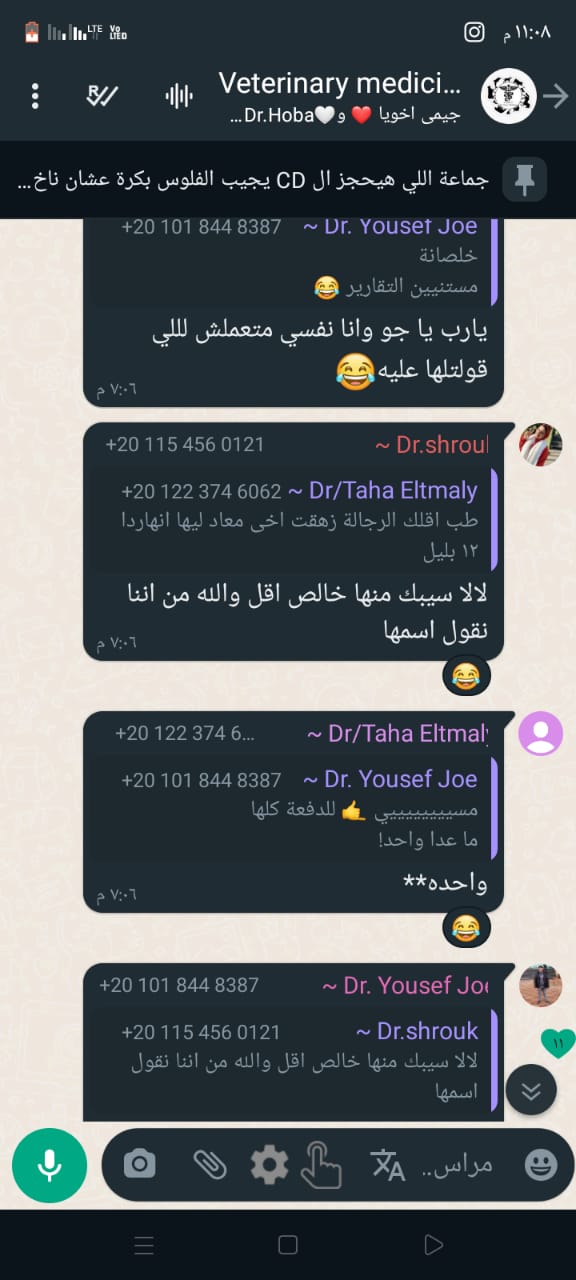 ١١:٠٨ م
LTE Vo LTED
Veterinary medici...
جيمى اخويا ❤️ و🤍Dr.Hoba...
جماعة اللي هيحجز ال CD يجيب الفلوس بكرة عشان ناخ...
+20 101 844 8387 ~ Dr. Yousef Joe
خلصانة
مستنيين التقارير 😂
يارب يا جو وانا نفسي متعملش اللي
قولتلها عليه😂
٧:٠٦ م
+20 115 456 0121 ~ Dr.shrouk
+20 122 374 6062 ~ Dr/Taha Eltmaly
طب اقلك الرجالة زهقت اخى معاد ليها انهاردا
١٢ بليل
لالا سيبك منها خالص اقل والله من اننا
نقول اسمها
٧:٠٦ م
😂
+20 122 374 6... ~ Dr/Taha Eltmaly
+20 101 844 8387 ~ Dr. Yousef Joe
مسيييييييييي 🤙 للدفعة كلها
ما عدا واحد!
واحده**
٧:٠٦ م
😂
+20 101 844 8387 ~ Dr. Yousef Joe
+20 115 456 0121 ~ Dr.shrouk
لالا سيبك منها خالص اقل والله من اننا نقول
اسمها
١١
مراس..